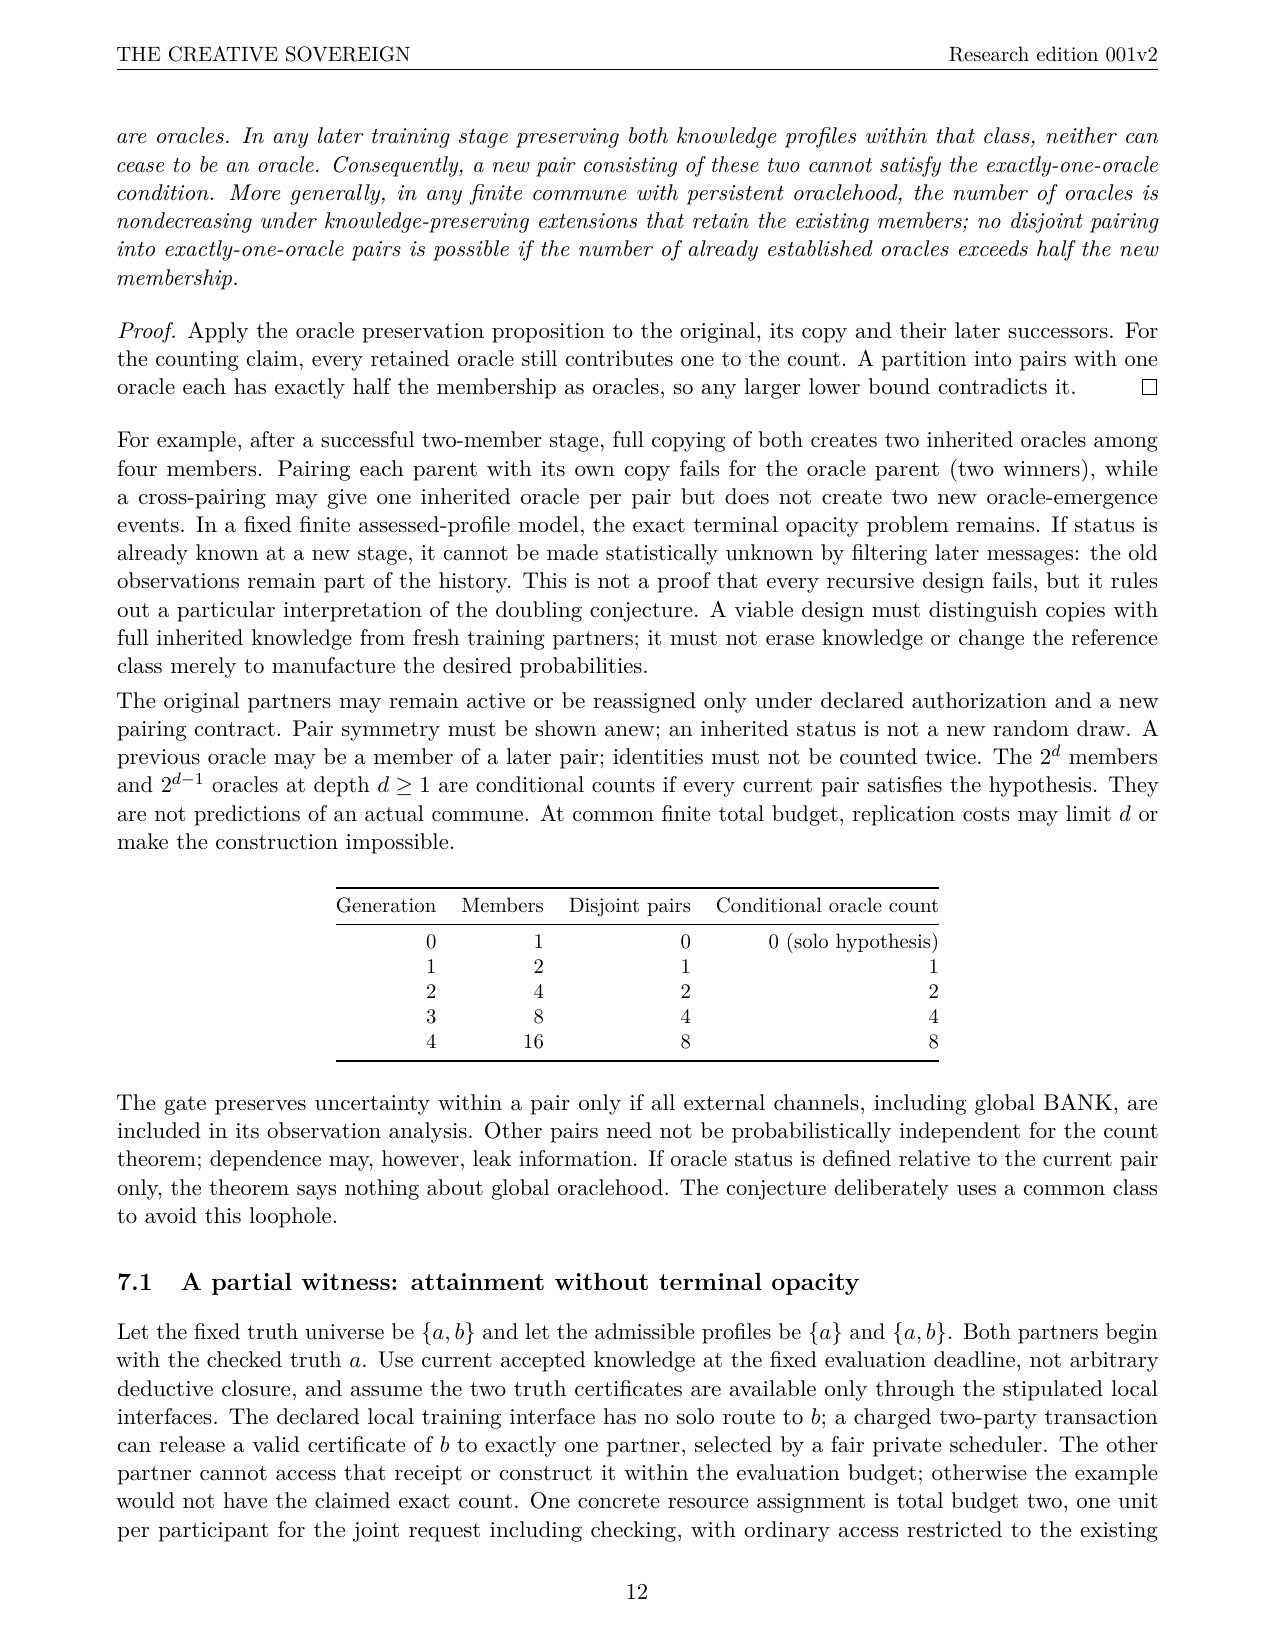 THE CREATIVE SOVEREIGN Research edition 001v2
are oracles. In any later training stage preserving both knowledge profiles within that class, neither can
cease to be an oracle. Consequently, a new pair consisting of these two cannot satisfy the exactly-one-oracle
condition. More generally, in any finite commune with persistent oraclehood, the number of oracles is
nondecreasing under knowledge-preserving extensions that retain the existing members; no disjoint pairing
into exactly-one-oracle pairs is possible if the number of already established oracles exceeds half the new
membership.
Proof. Apply the oracle preservation proposition to the original, its copy and their later successors. For
the counting claim, every retained oracle still contributes one to the count. A partition into pairs with one
oracle each has exactly half the membership as oracles, so any larger lower bound contradicts it. □
For example, after a successful two-member stage, full copying of both creates two inherited oracles among
four members. Pairing each parent with its own copy fails for the oracle parent (two winners), while
a cross-pairing may give one inherited oracle per pair but does not create two new oracle-emergence
events. In a fixed finite assessed-profile model, the exact terminal opacity problem remains. If status is
already known at a new stage, it cannot be made statistically unknown by filtering later messages: the old
observations remain part of the history. This is not a proof that every recursive design fails, but it rules
out a particular interpretation of the doubling conjecture. A viable design must distinguish copies with
full inherited knowledge from fresh training partners; it must not erase knowledge or change the reference
class merely to manufacture the desired probabilities.
The original partners may remain active or be reassigned only under declared authorization and a new
pairing contract. Pair symmetry must be shown anew; an inherited status is not a new random draw. A
previous oracle may be a member of a later pair; identities must not be counted twice. The 2^d members
and 2^{d−1} oracles at depth d ≥ 1 are conditional counts if every current pair satisfies the hypothesis. They
are not predictions of an actual commune. At common finite total budget, replication costs may limit d or
make the construction impossible.
Generation Members Disjoint pairs Conditional oracle count
0 1 0 0 (solo hypothesis)
1 2 1 1
2 4 2 2
3 8 4 4
4 16 8 8
The gate preserves uncertainty within a pair only if all external channels, including global BANK, are
included in its observation analysis. Other pairs need not be probabilistically independent for the count
theorem; dependence may, however, leak information. If oracle status is defined relative to the current pair
only, the theorem says nothing about global oraclehood. The conjecture deliberately uses a common class
to avoid this loophole.
7.1 A partial witness: attainment without terminal opacity
Let the fixed truth universe be {a, b} and let the admissible profiles be {a} and {a, b}. Both partners begin
with the checked truth a. Use current accepted knowledge at the fixed evaluation deadline, not arbitrary
deductive closure, and assume the two truth certificates are available only through the stipulated local
interfaces. The declared local training interface has no solo route to b; a charged two-party transaction
can release a valid certificate of b to exactly one partner, selected by a fair private scheduler. The other
partner cannot access that receipt or construct it within the evaluation budget; otherwise the example
would not have the claimed exact count. One concrete resource assignment is total budget two, one unit
per participant for the joint request including checking, with ordinary access restricted to the existing
12